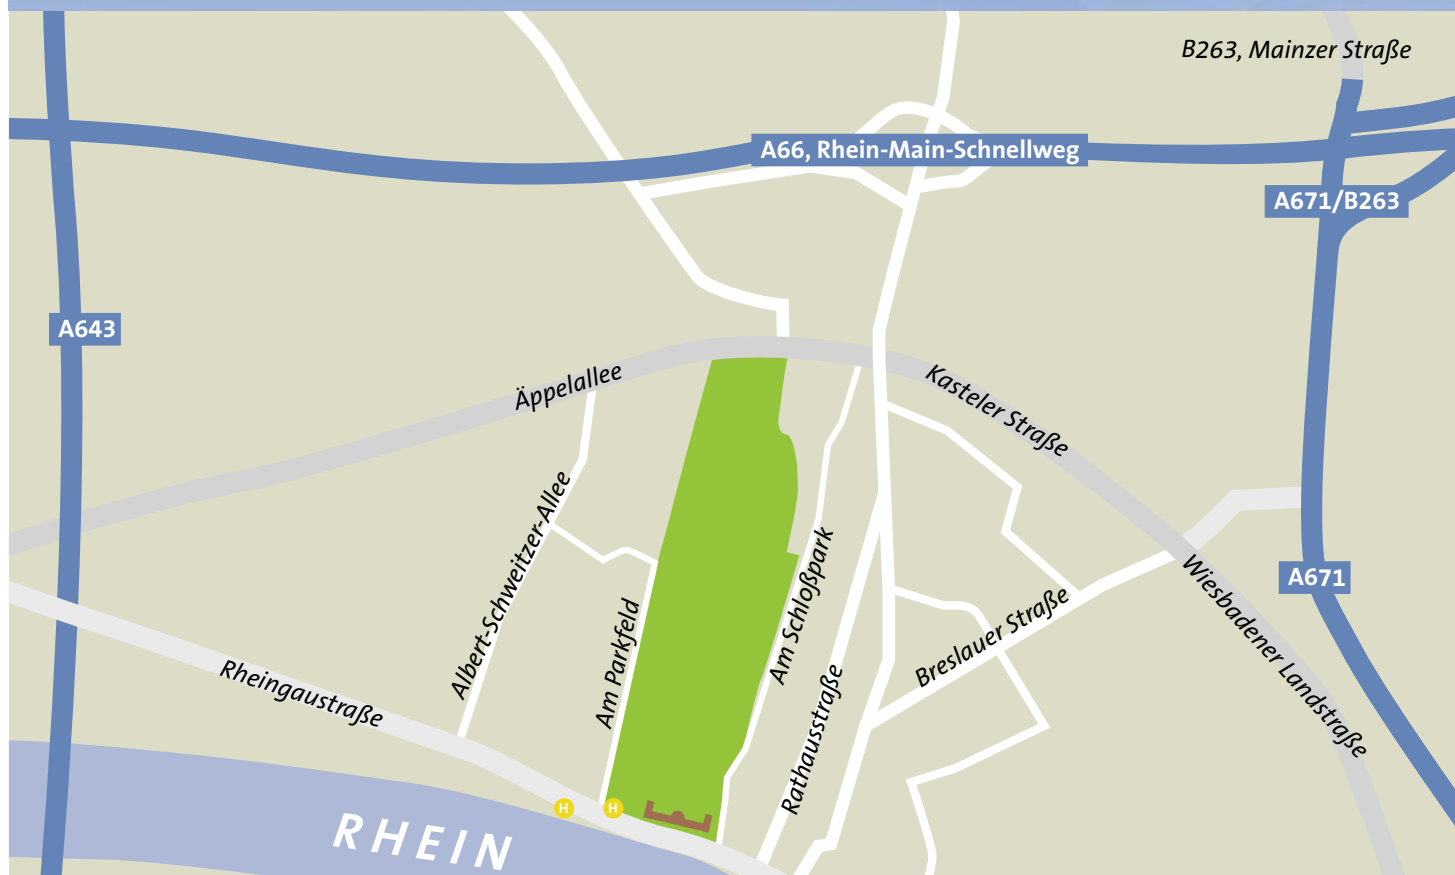 B263, Mainzer Straße
A66, Rhein-Main-Schnellweg
A671/B263
A643
Äppelallee
Kasteler Straße
Albert-Schweitzer-Allee
Am Parkfeld
Am Schloßpark
Rathausstraße
Breslauer Straße
A671
Wiesbadener Landstraße
Rheingaustraße
H
H
RHEIN